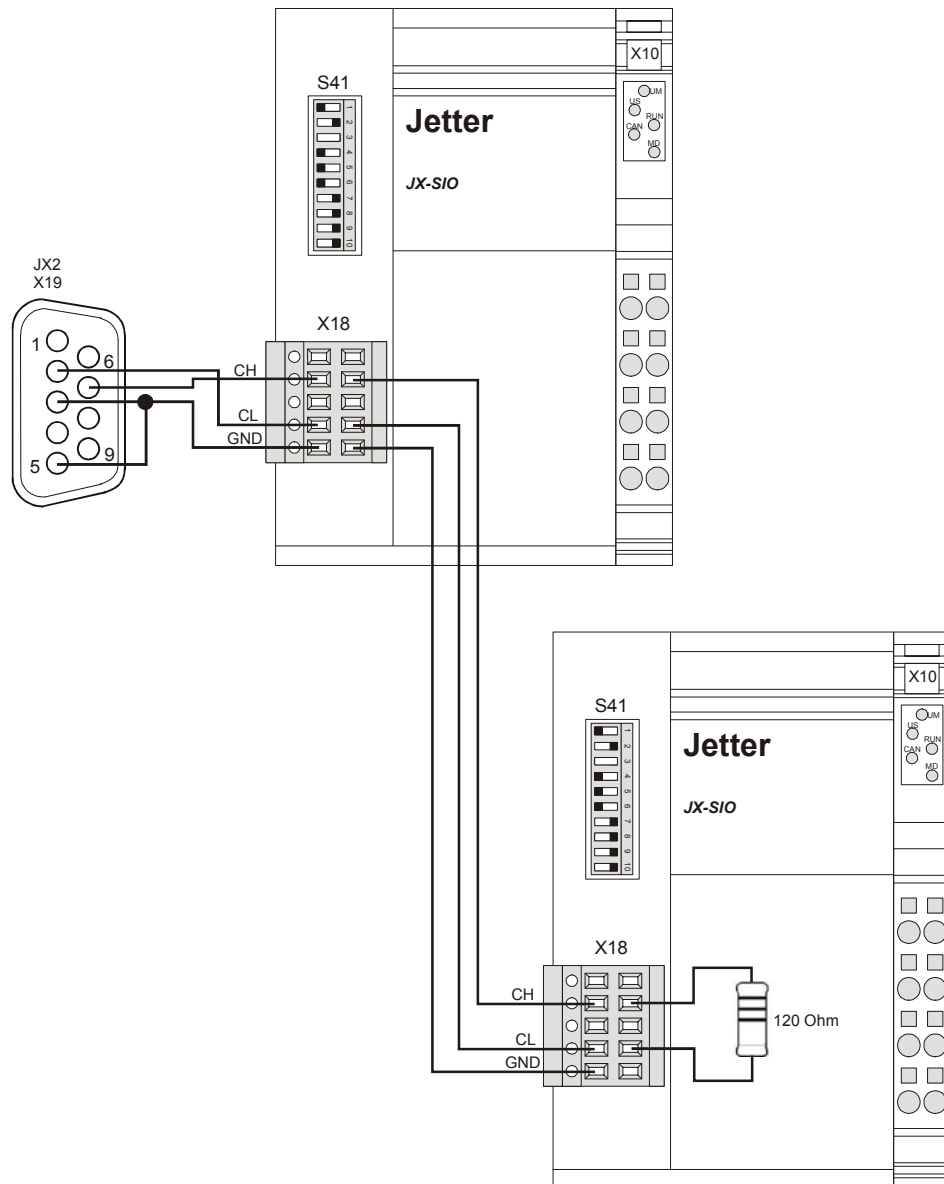 X10
UM
US
RUN
CAN
MD
S41
1
2
3
4
5
6
7
8
9
10
Jetter
JX-SIO
JX2
X19
1
6
5
9
X18
CH
CL
GND
X10
UM
US
RUN
CAN
MD
S41
1
2
3
4
5
6
7
8
9
10
Jetter
JX-SIO
X18
CH
CL
GND
120 Ohm